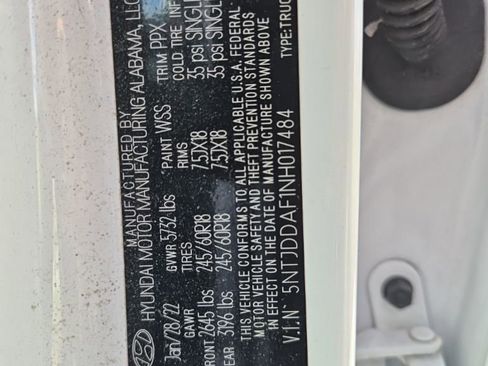 MANUFACTURED BY
HYUNDAI MOTOR MANUFACTURING ALABAMA, LLC
Jan/28/22 GVWR 5732 lbs PAINT WSS TRIM PPX
GAWR TIRES RIMS COLD TIRE INF
FRONT 2645 lbs 245/60R18 7.5JX18 35 psi SINGLE
REAR 3196 lbs 245/60R18 7.5JX18 35 psi SINGLE
THIS VEHICLE CONFORMS TO ALL APPLICABLE U.S.A. FEDERAL
MOTOR VEHICLE SAFETY AND THEFT PREVENTION STANDARDS
IN EFFECT ON THE DATE OF MANUFACTURE SHOWN ABOVE
V.I.N: 5NTJDDAF1NH017484 TYPE:TRUC